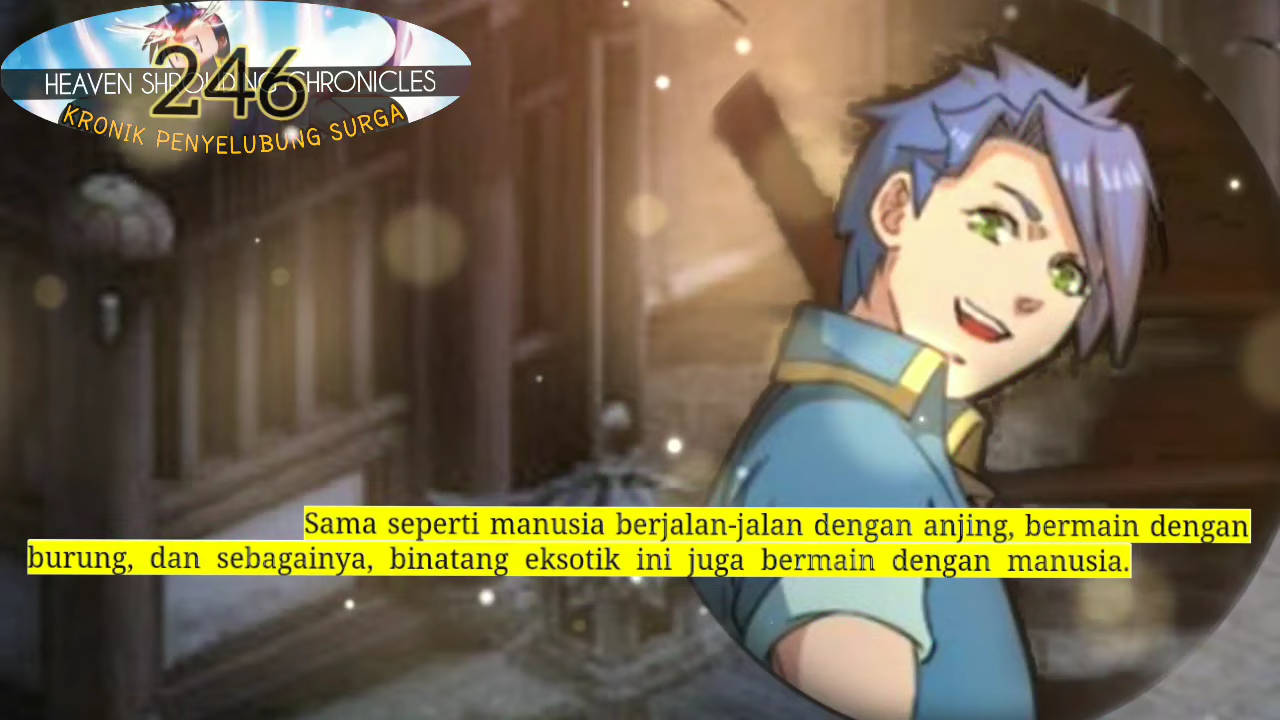 246
HEAVEN SHROUDING CHRONICLES
KRONIK PENYELUBUNG SURGA
Sama seperti manusia berjalan-jalan dengan anjing, bermain dengan
burung, dan sebagainya, binatang eksotik ini juga bermain dengan manusia.